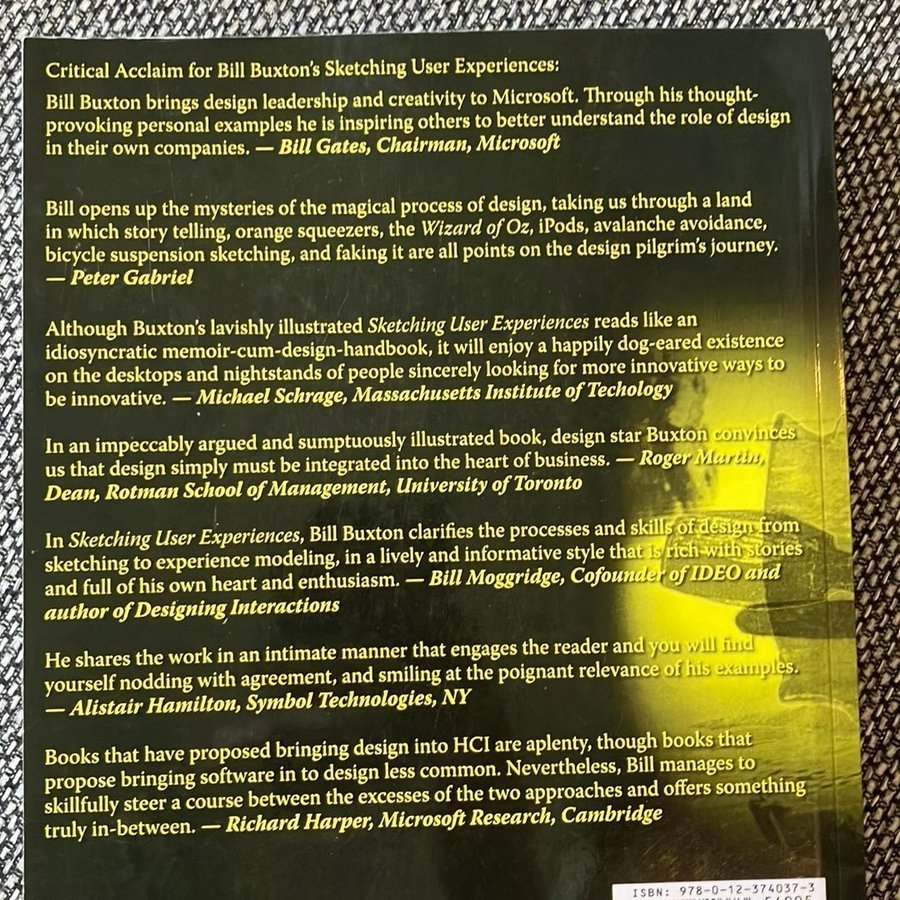 Critical Acclaim for Bill Buxton's Sketching User Experiences:
Bill Buxton brings design leadership and creativity to Microsoft. Through his thought-
provoking personal examples he is inspiring others to better understand the role of design
in their own companies. — Bill Gates, Chairman, Microsoft
Bill opens up the mysteries of the magical process of design, taking us through a land
in which story telling, orange squeezers, the Wizard of Oz, iPods, avalanche avoidance,
bicycle suspension sketching, and faking it are all points on the design pilgrim's journey.
— Peter Gabriel
Although Buxton's lavishly illustrated Sketching User Experiences reads like an
idiosyncratic memoir-cum-design-handbook, it will enjoy a happily dog-eared existence
on the desktops and nightstands of people sincerely looking for more innovative ways to
be innovative. — Michael Schrage, Massachusetts Institute of Techology
In an impeccably argued and sumptuously illustrated book, design star Buxton convinces
us that design simply must be integrated into the heart of business. — Roger Martin,
Dean, Rotman School of Management, University of Toronto
In Sketching User Experiences, Bill Buxton clarifies the processes and skills of design from
sketching to experience modeling, in a lively and informative style that is rich with stories
and full of his own heart and enthusiasm. — Bill Moggridge, Cofounder of IDEO and
author of Designing Interactions
He shares the work in an intimate manner that engages the reader and you will find
yourself nodding with agreement, and smiling at the poignant relevance of his examples.
— Alistair Hamilton, Symbol Technologies, NY
Books that have proposed bringing design into HCI are aplenty, though books that
propose bringing software in to design less common. Nevertheless, Bill manages to
skillfully steer a course between the excesses of the two approaches and offers something
truly in-between. — Richard Harper, Microsoft Research, Cambridge
ISBN: 978-0-12-374037-3